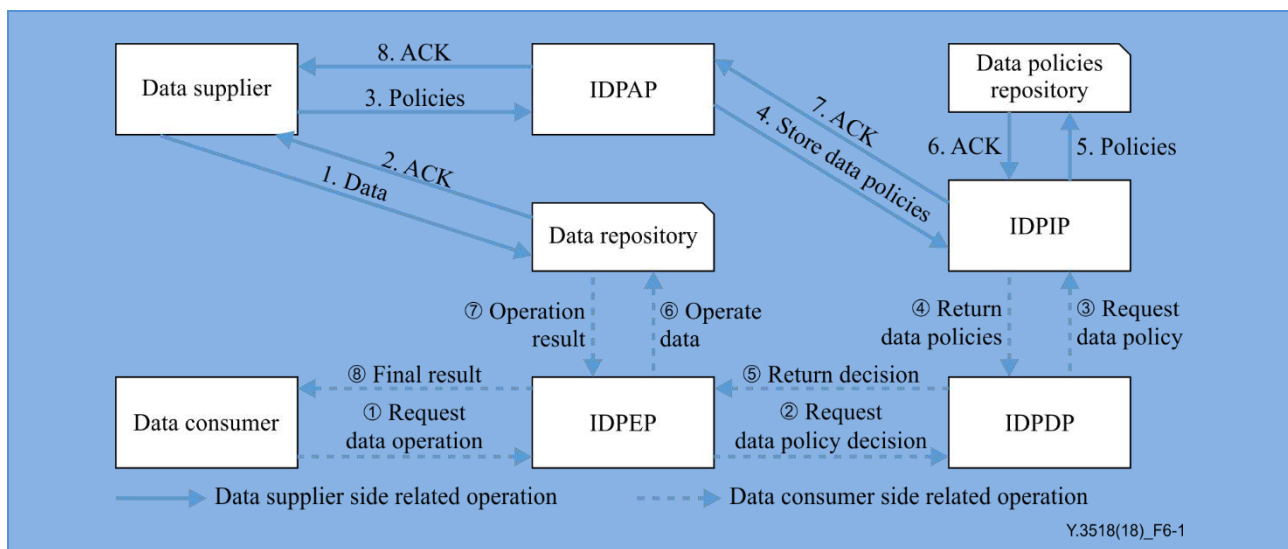 Data supplier
8. ACK
3. Policies
IDPAP
Data policies
repository
7. ACK
4. Store data policies
6. ACK
5. Policies
2. ACK
1. Data
Data repository
IDPIP
⑦ Operation
result
⑥ Operate
data
④ Return
data policies
③ Request
data policy
Data consumer
⑧ Final result
① Request
data operation
IDPEP
⑤ Return decision
② Request
data policy decision
IDPDP
Data supplier side related operation
Data consumer side related operation
Y.3518(18)_F6-1